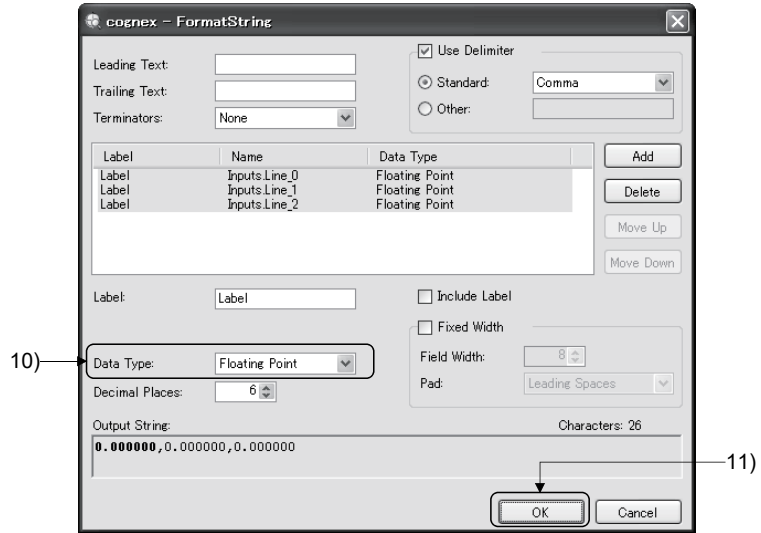 cognex - FormatString
Leading Text:
Trailing Text:
Terminators: None
Use Delimiter
Standard: Comma
Other:
Label Name Data Type
Label Inputs.Line_0 Floating Point
Label Inputs.Line_1 Floating Point
Label Inputs.Line_2 Floating Point
Add
Delete
Move Up
Move Down
Label: Label
Include Label
Fixed Width
10)
Data Type: Floating Point
Field Width: 8
Decimal Places: 6
Pad: Leading Spaces
Output String: Characters: 26
0.000000,0.000000,0.000000
11)
OK Cancel